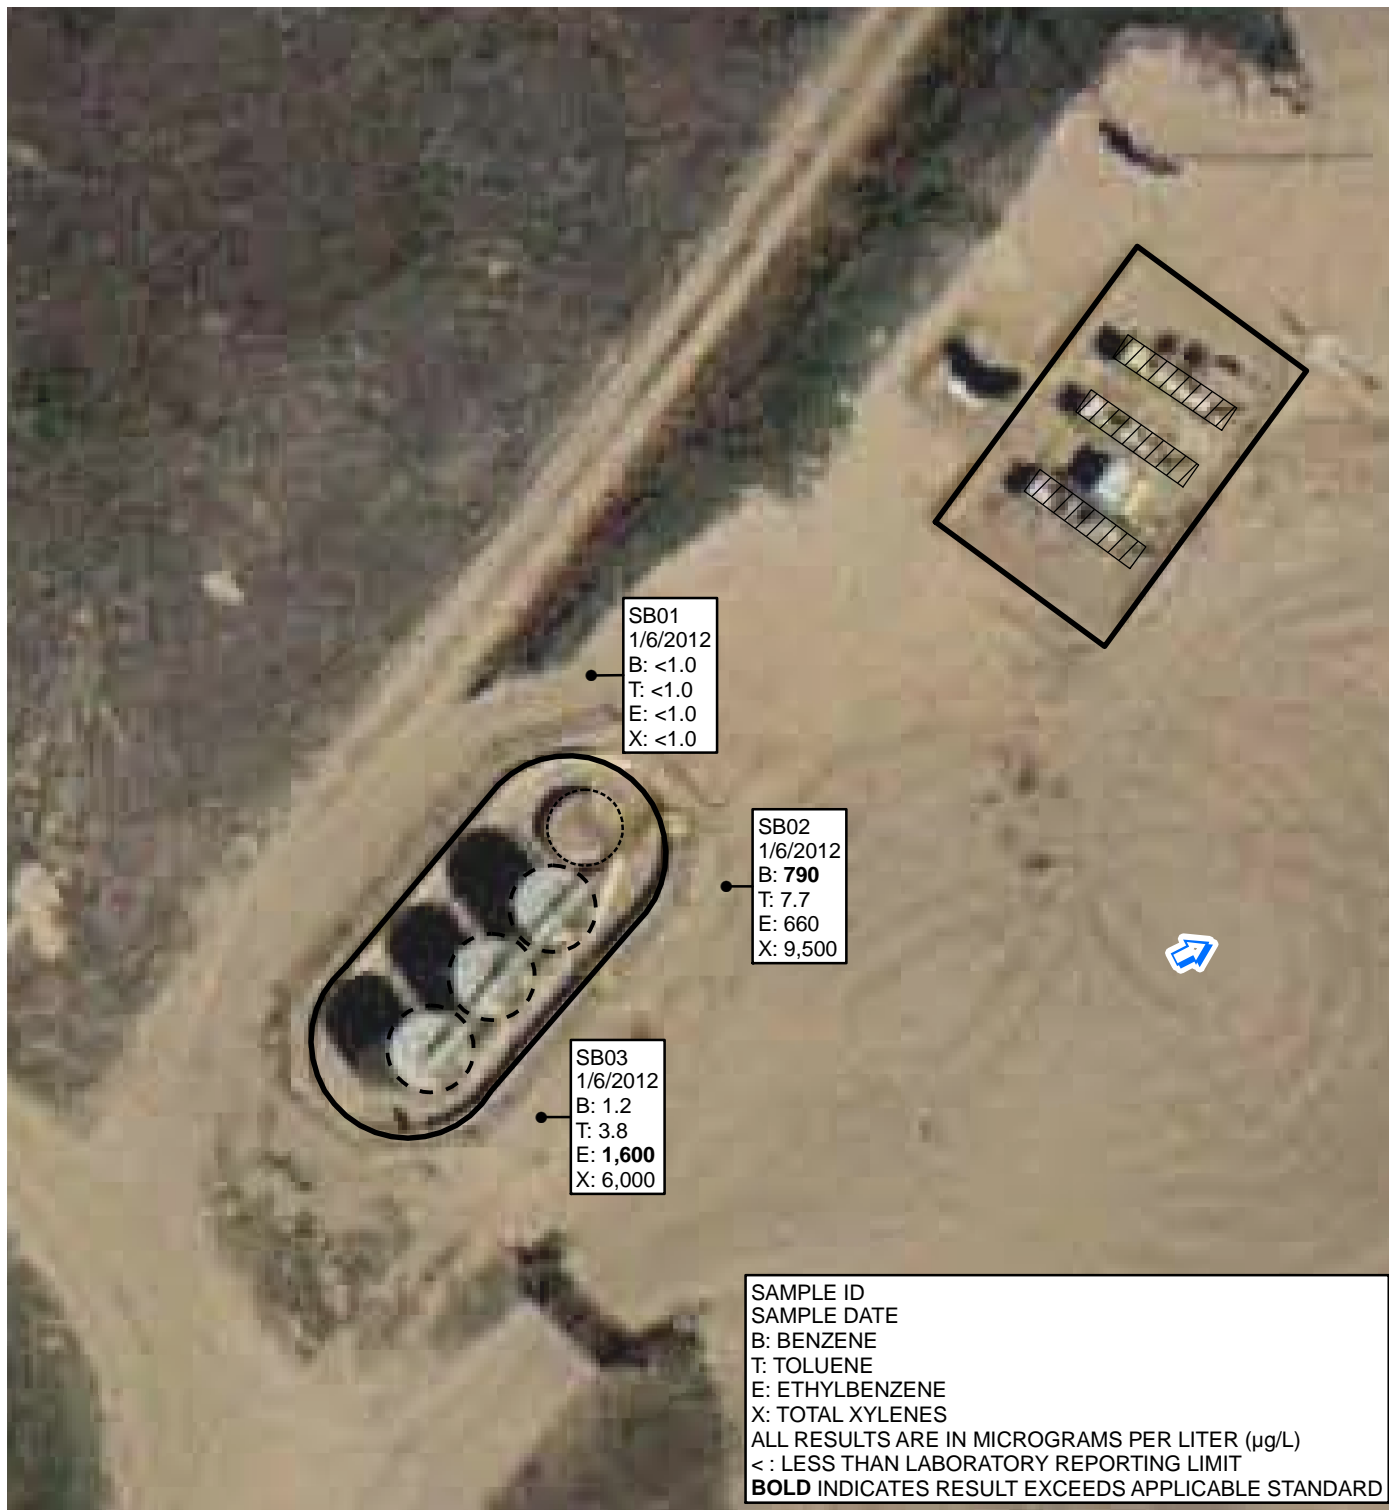 SB01
1/6/2012
B: <1.0
T: <1.0
E: <1.0
X: <1.0
SB02
1/6/2012
B: 790
T: 7.7
E: 660
X: 9,500
SB03
1/6/2012
B: 1.2
T: 3.8
E: 1,600
X: 6,000
SAMPLE ID
SAMPLE DATE
B: BENZENE
T: TOLUENE
E: ETHYLBENZENE
X: TOTAL XYLENES
ALL RESULTS ARE IN MICROGRAMS PER LITER (µg/L)
< : LESS THAN LABORATORY REPORTING LIMIT
BOLD INDICATES RESULT EXCEEDS APPLICABLE STANDARD